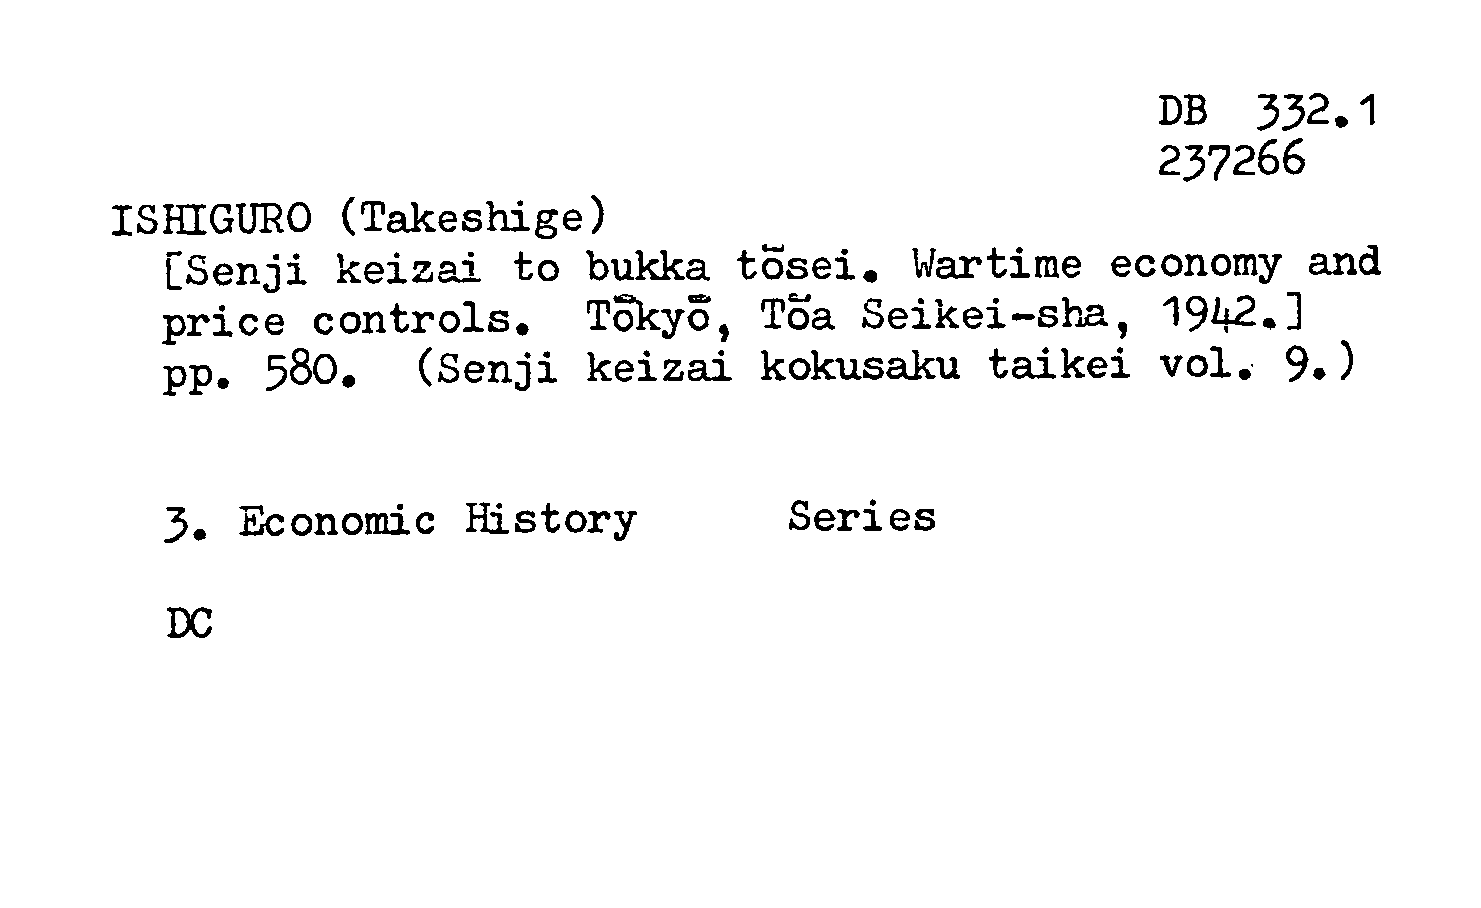 DB 332.1
237266
ISHIGURO (Takeshige)
[Senji keizai to bukka tōsei. Wartime economy and
price controls. Tōkyō, Tōa Seikei-sha, 1942.]
pp. 580. (Senji keizai kokusaku taikei vol. 9.)
3. Economic History Series
DC